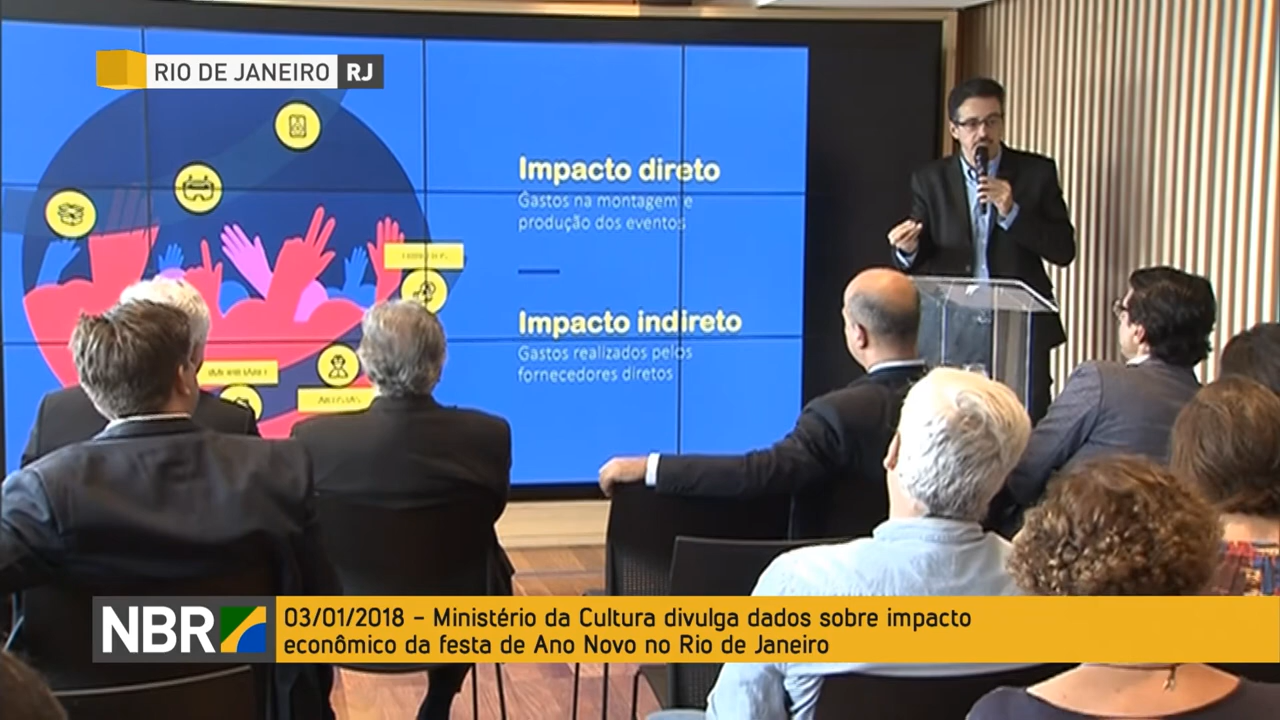 RIO DE JANEIRO RJ
Impacto direto
Gastos na montagem e
produção dos eventos
Impacto indireto
Gastos realizados pelos
fornecedores diretos
NBR
03/01/2018 – Ministério da Cultura divulga dados sobre impacto
econômico da festa de Ano Novo no Rio de Janeiro